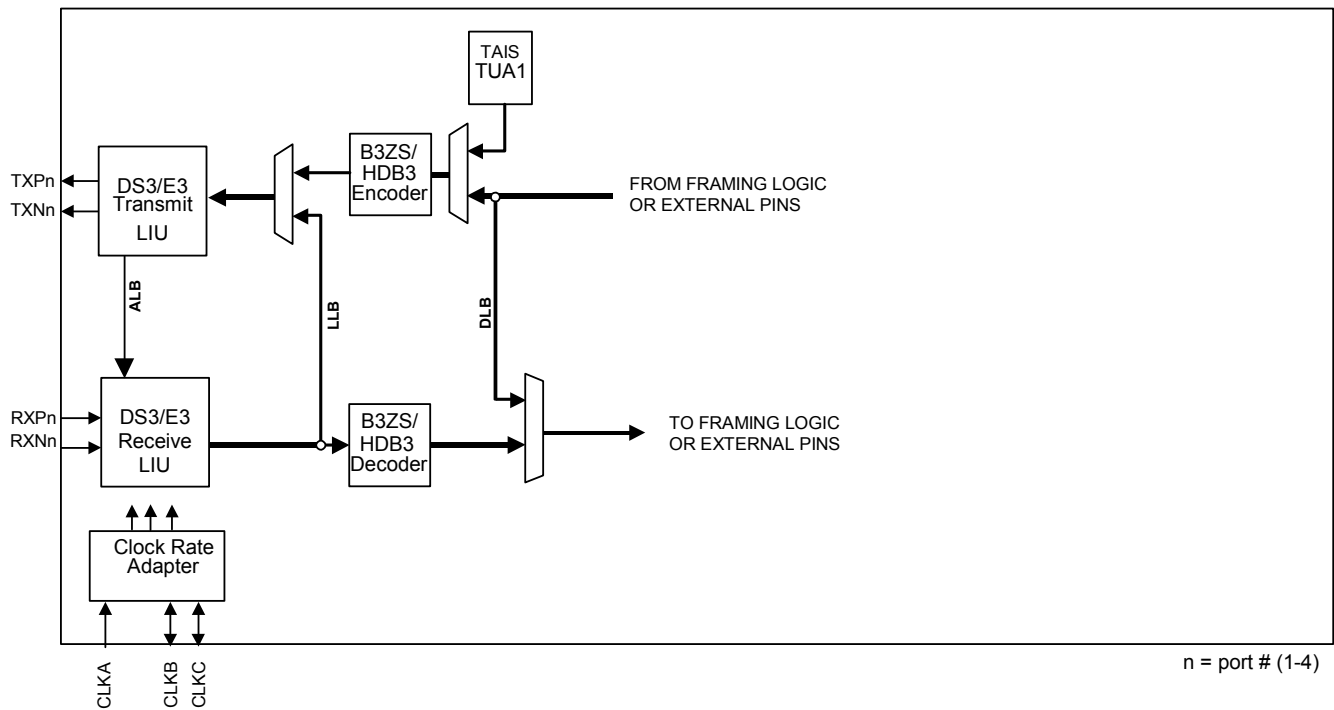 TAIS
TUA1
B3ZS/
HDB3
Encoder
TXPn
TXNn
DS3/E3
Transmit
LIU
FROM FRAMING LOGIC
OR EXTERNAL PINS
ALB
LLB
DLB
RXPn
RXNn
DS3/E3
Receive
LIU
B3ZS/
HDB3
Decoder
TO FRAMING LOGIC
OR EXTERNAL PINS
Clock Rate
Adapter
CLKA
CLKB
CLKC
n = port # (1-4)